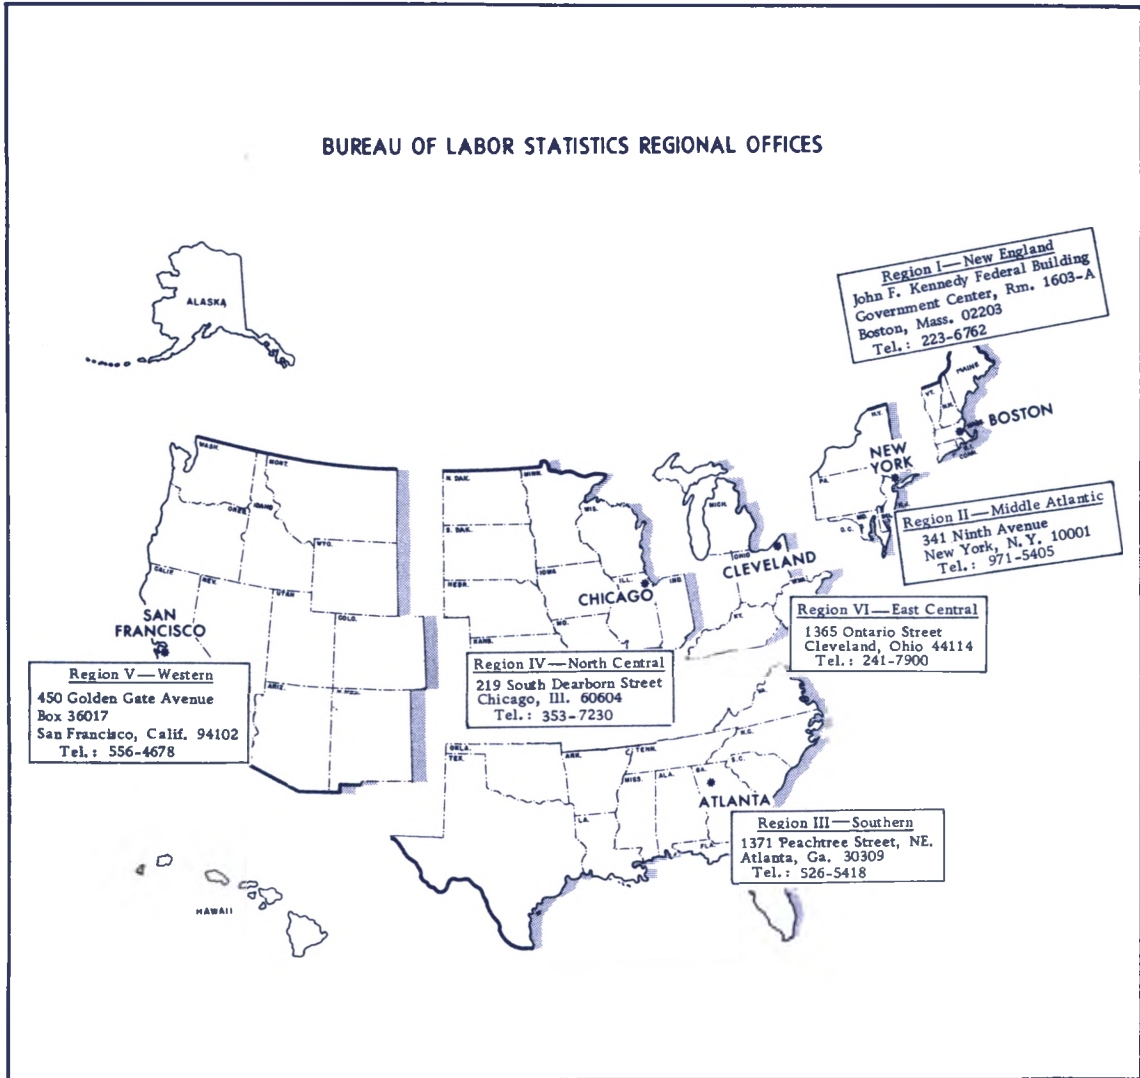 BUREAU OF LABOR STATISTICS REGIONAL OFFICES
ALASKA
Region I—New England
John F. Kennedy Federal Building
Government Center, Rm. 1603-A
Boston, Mass. 02203
Tel.: 223-6762
MAINE
VT.
N.H.
BOSTON
CONN.
N.Y.
NEW
YORK
PA.
MD.
DEL.
D.C.
Region II—Middle Atlantic
341 Ninth Avenue
New York, N.Y. 10001
Tel.: 971-5405
WASH.
MONT.
OREG.
IDAHO
WYO.
CALIF.
NEV.
UTAH
COLO.
ARIZ.
N. MEX.
SAN
FRANCISCO
Region V—Western
450 Golden Gate Avenue
Box 36017
San Francisco, Calif. 94102
Tel.: 556-4678
N. DAK.
MINN.
S. DAK.
WIS.
NEBR.
IOWA
ILL.
IND.
KANS.
MO.
CHICAGO
Region IV—North Central
219 South Dearborn Street
Chicago, Ill. 60604
Tel.: 353-7230
MICH.
OHIO
CLEVELAND
KY.
Region VI—East Central
1365 Ontario Street
Cleveland, Ohio 44114
Tel.: 241-7900
VA.
N.C.
S.C.
OKLA.
TEX.
ARK.
TENN.
MISS.
ALA.
GA.
LA.
FLA.
ATLANTA
Region III—Southern
1371 Peachtree Street, NE.
Atlanta, Ga. 30309
Tel.: 526-5418
HAWAII